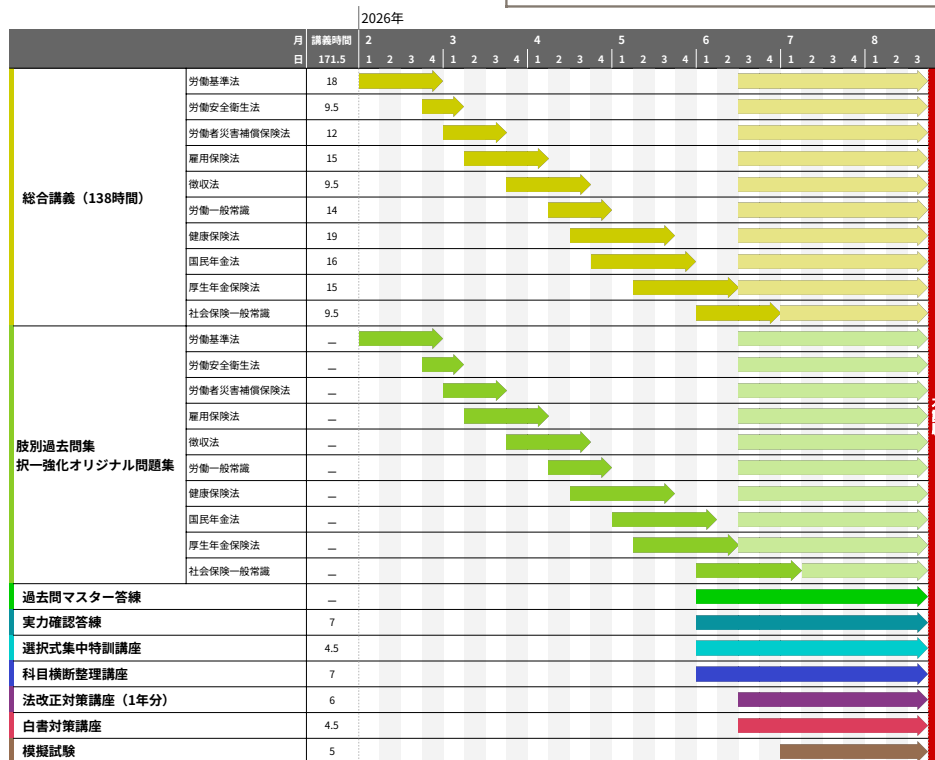 2026年
月 講義時間 2 3 4 5 6 7 8
日 171.5 1 2 3 4 1 2 3 4 1 2 3 4 1 2 3 4 1 2 3 4 1 2 3 4 1 2 3
総合講義（138時間）
労働基準法 18
労働安全衛生法 9.5
労働者災害補償保険法 12
雇用保険法 15
徴収法 9.5
労働一般常識 14
健康保険法 19
国民年金法 16
厚生年金保険法 15
社会保険一般常識 9.5
肢別過去問集
択一強化オリジナル問題集
労働基準法 ―
労働安全衛生法 ―
労働者災害補償保険法 ―
雇用保険法 ―
徴収法 ―
労働一般常識 ―
健康保険法 ―
国民年金法 ―
厚生年金保険法 ―
社会保険一般常識 ―
過去問マスター答練 ―
実力確認答練 7
選択式集中特訓講座 4.5
科目横断整理講座 7
法改正対策講座（1年分） 6
白書対策講座 4.5
模擬試験 5